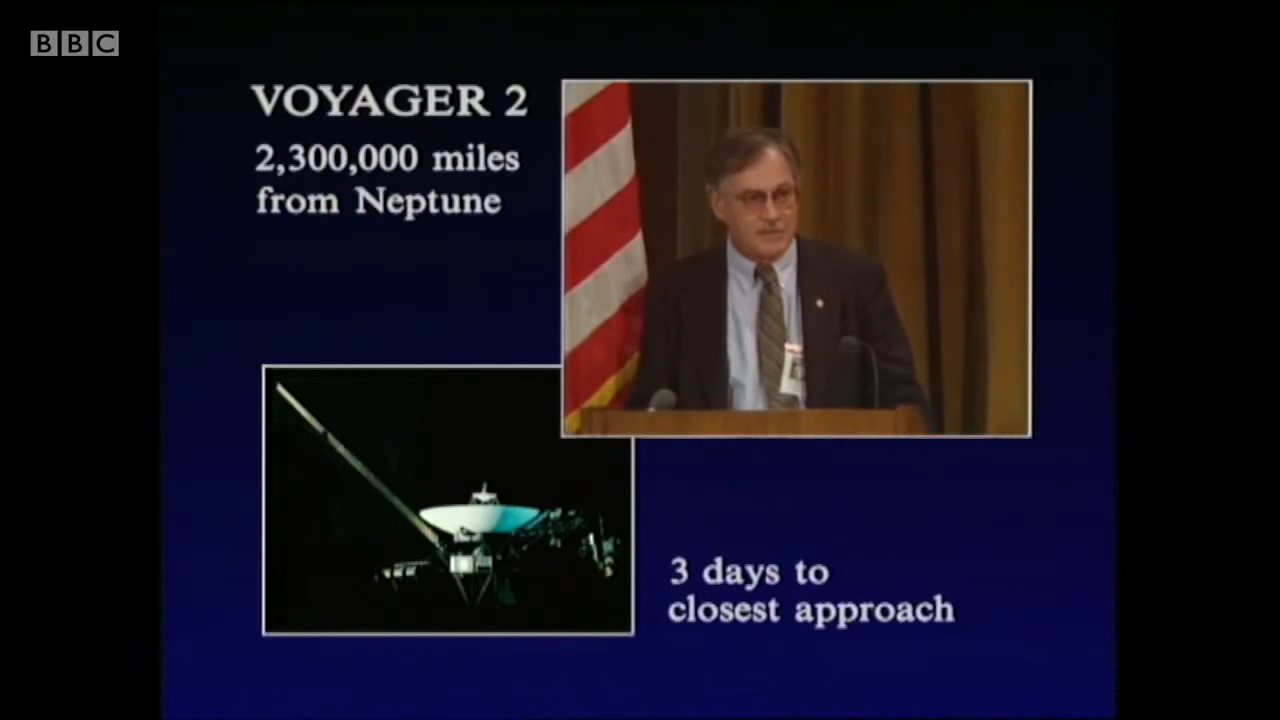 BBC
VOYAGER 2
2,300,000 miles
from Neptune
3 days to
closest approach